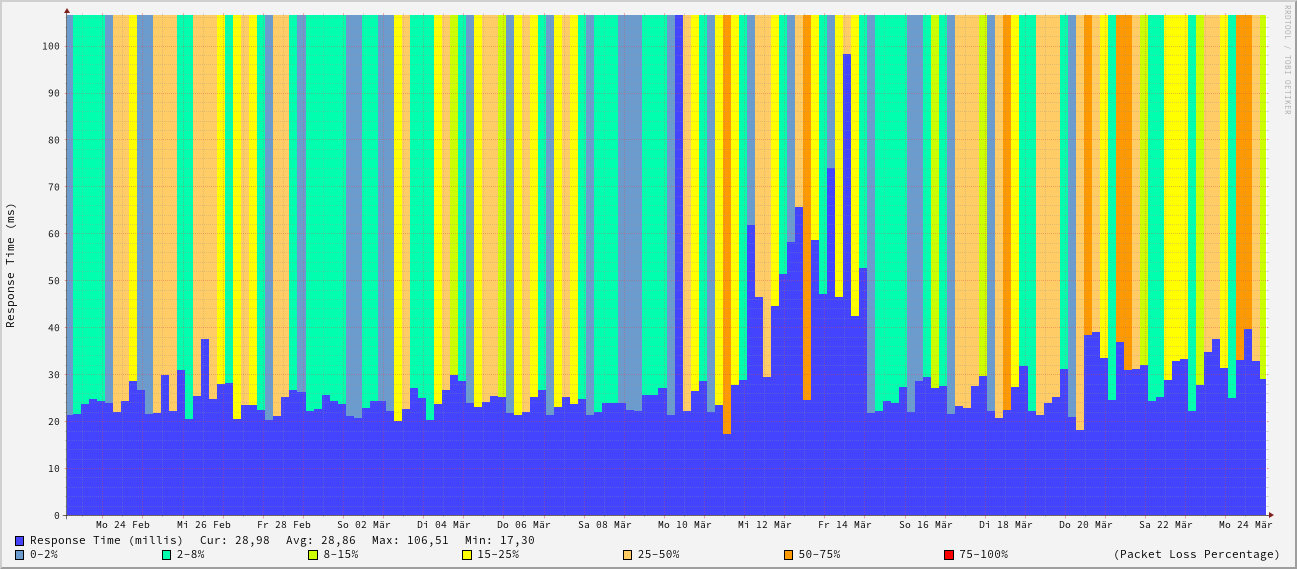 RRDTOOL / TOBI OETIKER
Response Time (ms)
100
90
80
70
60
50
40
30
20
10
0
Mo 24 Feb Mi 26 Feb Fr 28 Feb So 02 Mär Di 04 Mär Do 06 Mär Sa 08 Mär Mo 10 Mär Mi 12 Mär Fr 14 Mär So 16 Mär Di 18 Mär Do 20 Mär Sa 22 Mär Mo 24 Mär
Response Time (millis) Cur: 28,98 Avg: 28,86 Max: 106,51 Min: 17,30
0-2% 2-8% 8-15% 15-25% 25-50% 50-75% 75-100% (Packet Loss Percentage)